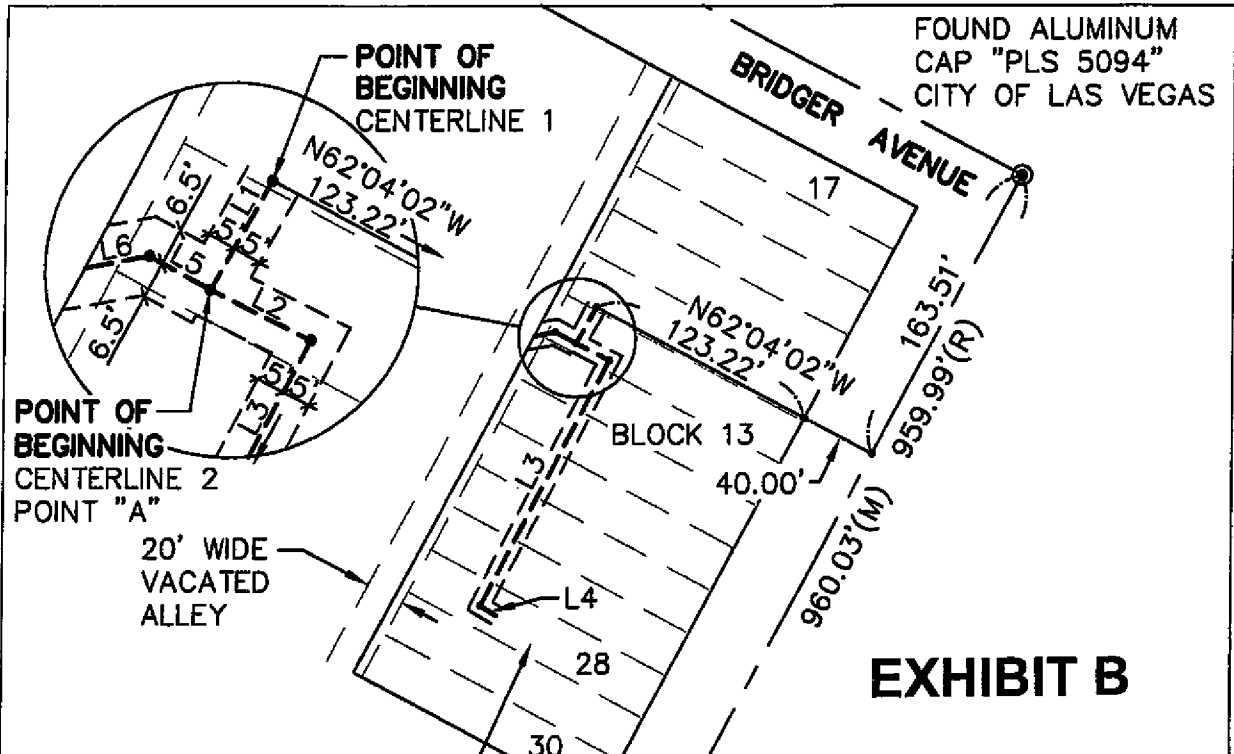 FOUND ALUMINUM
CAP "PLS 5094"
CITY OF LAS VEGAS
POINT OF
BEGINNING
CENTERLINE 1
BRIDGER AVENUE
N62°04'02"W
123.22'
17
6.5'
L1
5'
5'
L6
L5
L2
6.5'
5'
5'
L3
163.51'
959.99'(R)
N62°04'02"W
123.22'
POINT OF
BEGINNING
CENTERLINE 2
POINT "A"
BLOCK 13
L3
40.00'
960.03'(M)
20' WIDE
VACATED
ALLEY
L4
28
EXHIBIT B
30